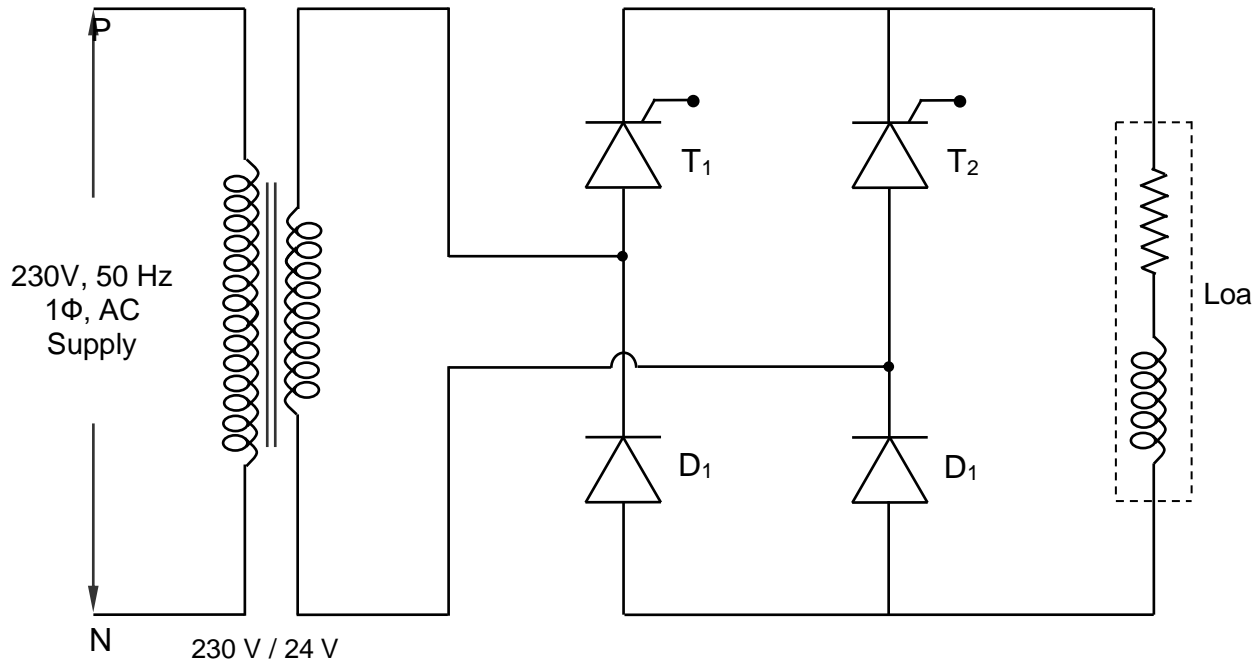 P
T₁
T₂
230V, 50 Hz
1Φ, AC
Supply
Loa
D₁
D₁
N
230 V / 24 V